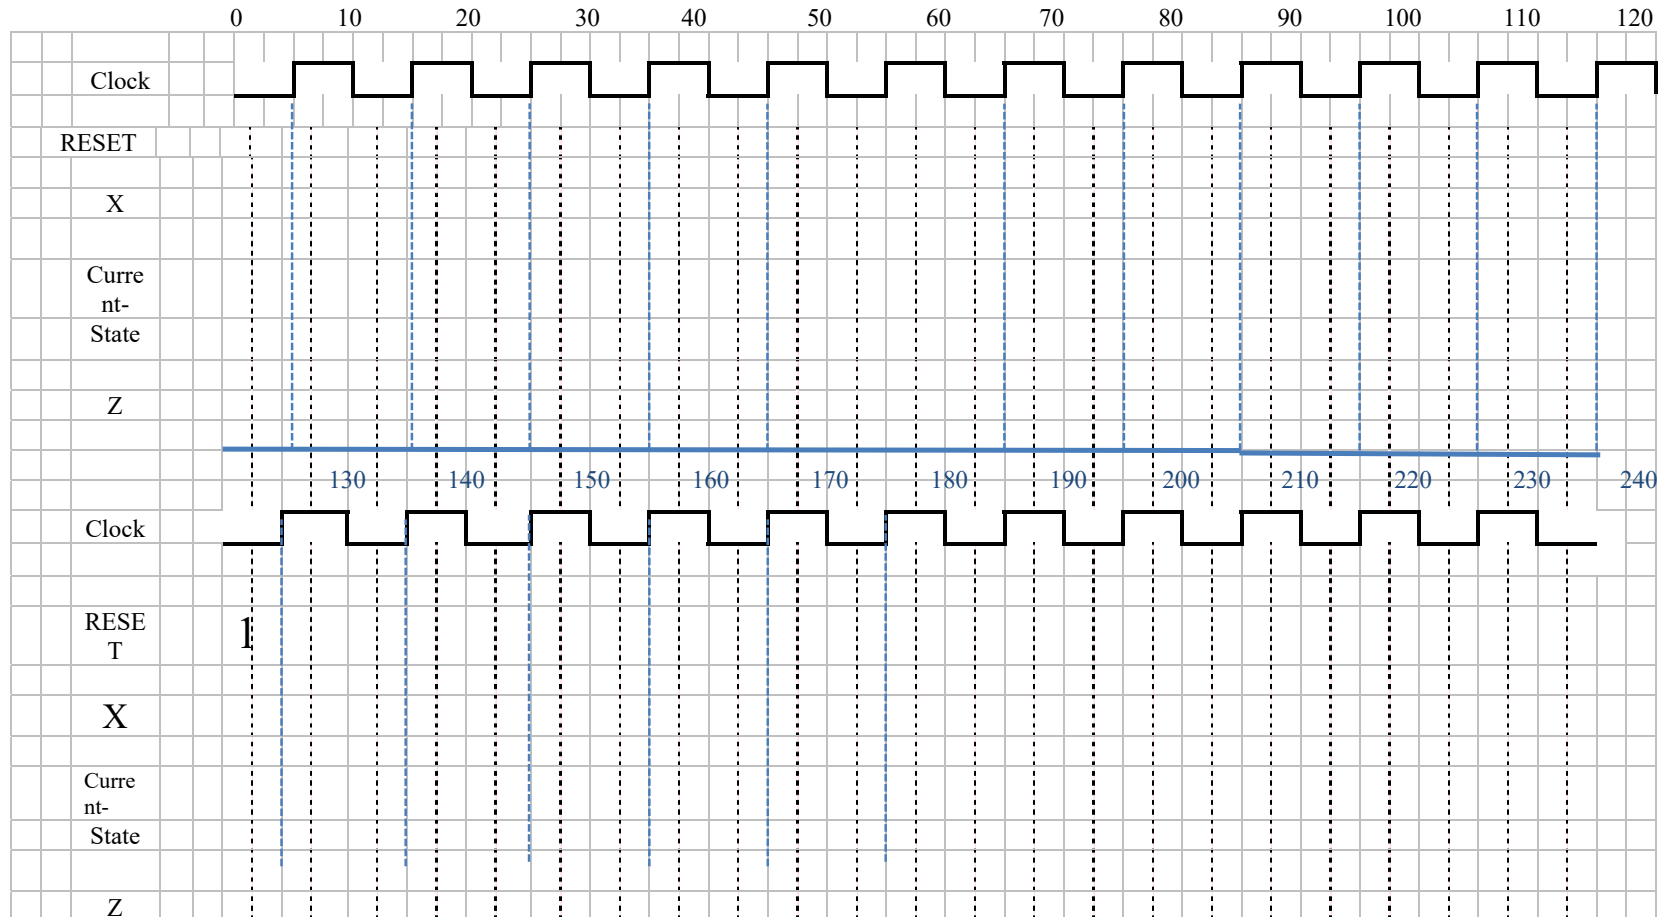 0 10 20 30 40 50 60 70 80 90 100 110 120
Clock
RESET
X
Curre
nt-
State
Z
130 140 150 160 170 180 190 200 210 220 230 240
Clock
RESE
T
1
X
Curre
nt-
State
Z